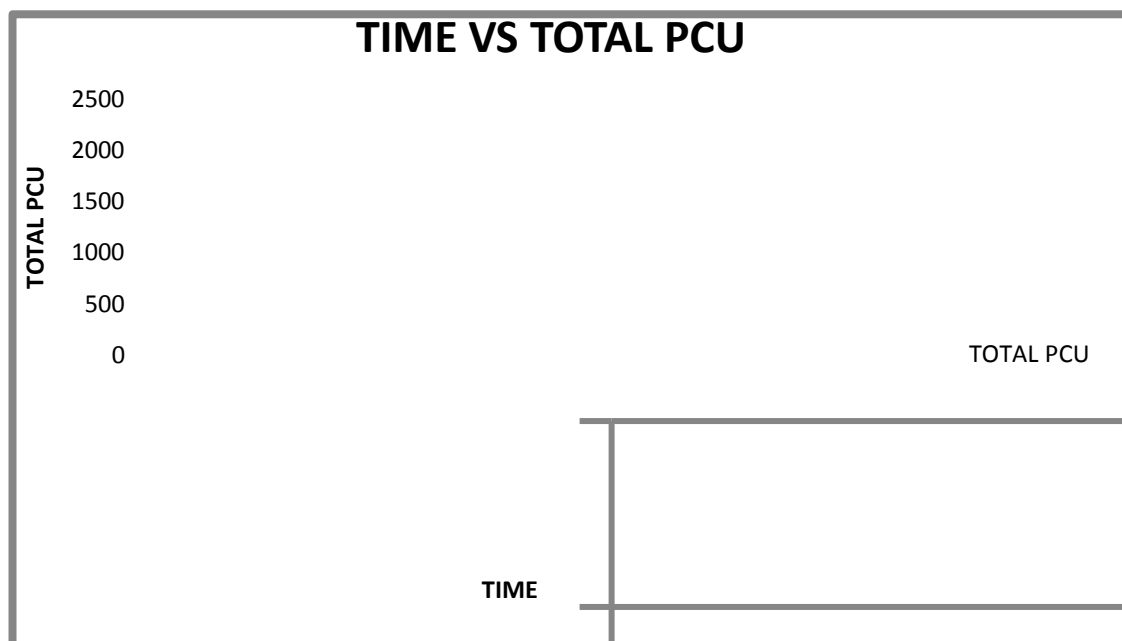 TIME VS TOTAL PCU
2500
2000
1500
1000
500
0
TOTAL PCU
TOTAL PCU
TIME